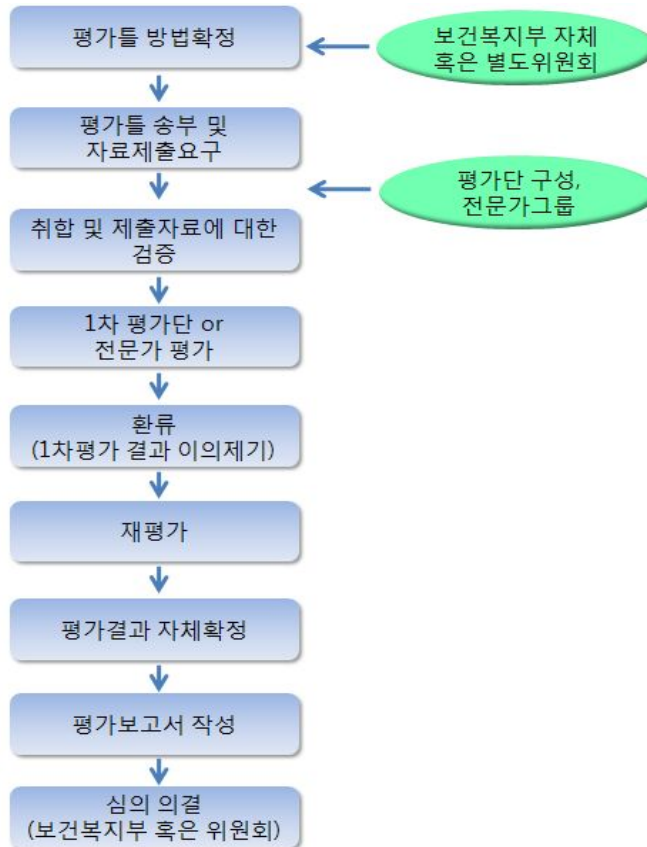 평가틀 방법확정
보건복지부 자체
혹은 별도위원회
평가틀 송부 및
자료제출요구
평가단 구성,
전문가그룹
취합 및 제출자료에 대한
검증
1차 평가단 or
전문가 평가
환류
(1차평가 결과 이의제기)
재평가
평가결과 자체확정
평가보고서 작성
심의 의결
(보건복지부 혹은 위원회)